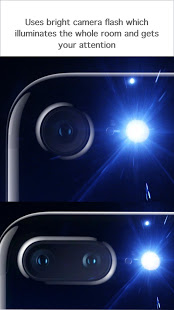 Uses bright camera flash which
illuminates the whole room and gets
your attention